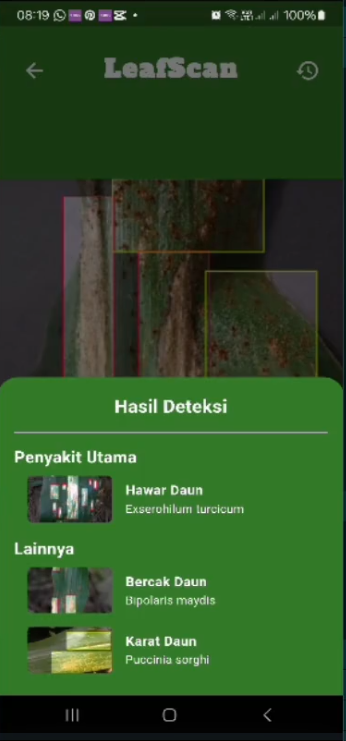 08:19
100%
LeafScan
Hasil Deteksi
Penyakit Utama
Hawar Daun
Exserohilum turcicum
Lainnya
Bercak Daun
Bipolaris maydis
Karat Daun
Puccinia sorghi